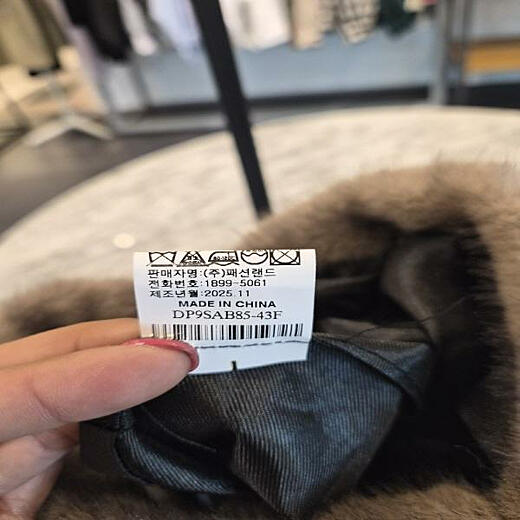 판매자명:(주)패션랜드
전화번호:1899-5061
제조년월:2025.11
MADE IN CHINA
DP9SAB85-43F